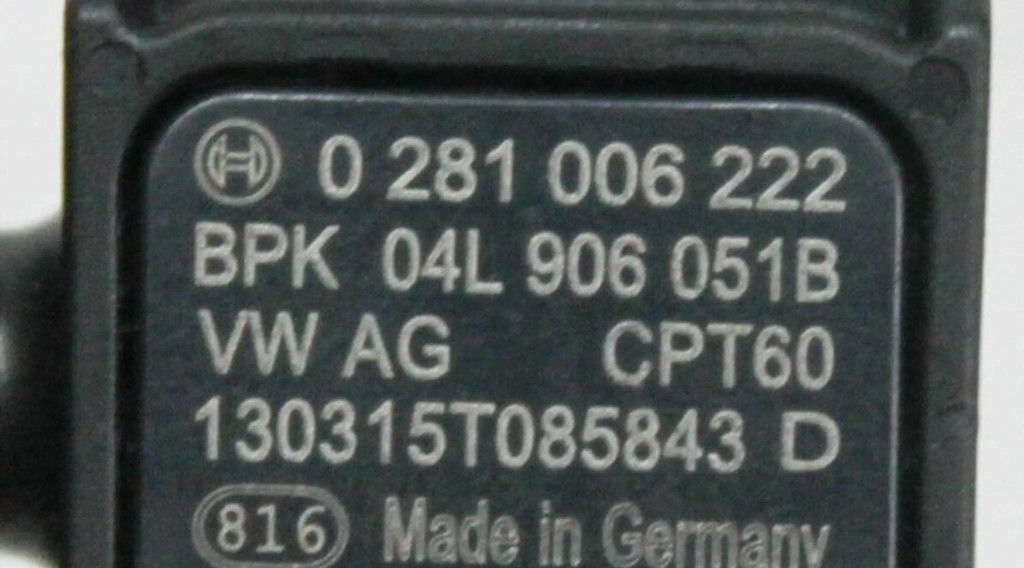 0 281 006 222
BPK 04L 906 051B
VW AG CPT60
130315T085843 D
816 Made in Germany